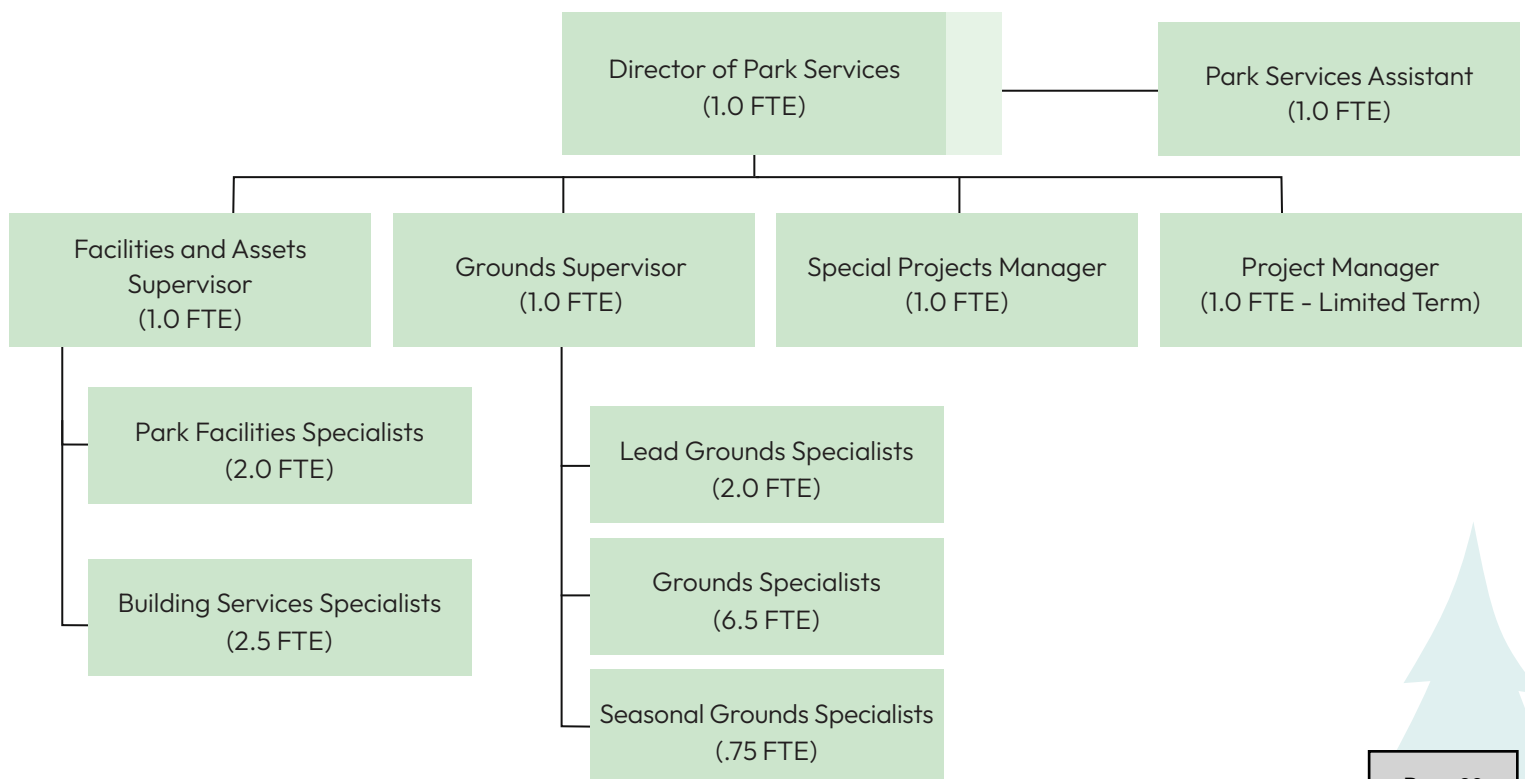 Director of Park Services
(1.0 FTE)
Park Services Assistant
(1.0 FTE)
Facilities and Assets
Supervisor
(1.0 FTE)
Grounds Supervisor
(1.0 FTE)
Special Projects Manager
(1.0 FTE)
Project Manager
(1.0 FTE - Limited Term)
Park Facilities Specialists
(2.0 FTE)
Building Services Specialists
(2.5 FTE)
Lead Grounds Specialists
(2.0 FTE)
Grounds Specialists
(6.5 FTE)
Seasonal Grounds Specialists
(.75 FTE)